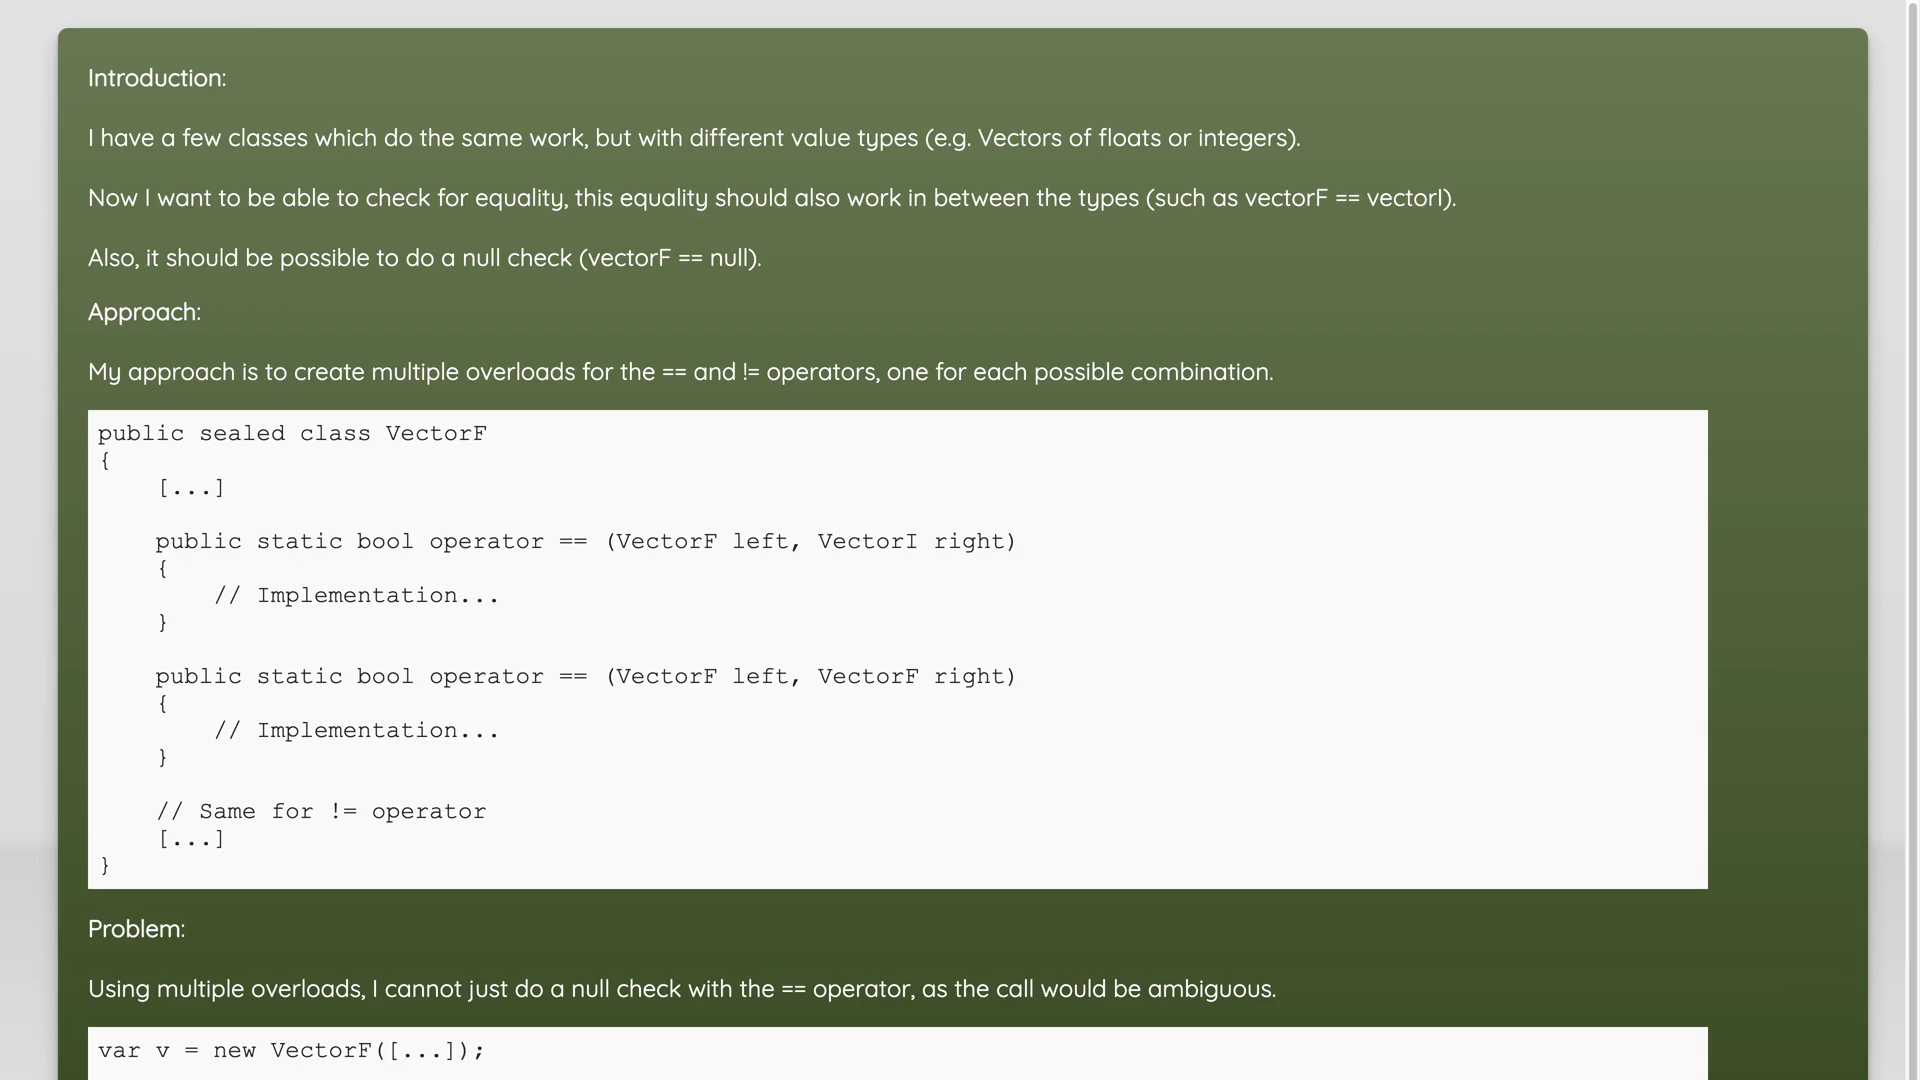 Introduction:
I have a few classes which do the same work, but with different value types (e.g. Vectors of floats or integers).
Now I want to be able to check for equality, this equality should also work in between the types (such as vectorF == vectorI).
Also, it should be possible to do a null check (vectorF == null).
Approach:
My approach is to create multiple overloads for the == and != operators, one for each possible combination.
public sealed class VectorF
{
    [...]
    public static bool operator == (VectorF left, VectorI right)
    {
        // Implementation...
    }
    public static bool operator == (VectorF left, VectorF right)
    {
        // Implementation...
    }
    // Same for != operator
    [...]
}
Problem:
Using multiple overloads, I cannot just do a null check with the == operator, as the call would be ambiguous.
var v = new VectorF([...]);